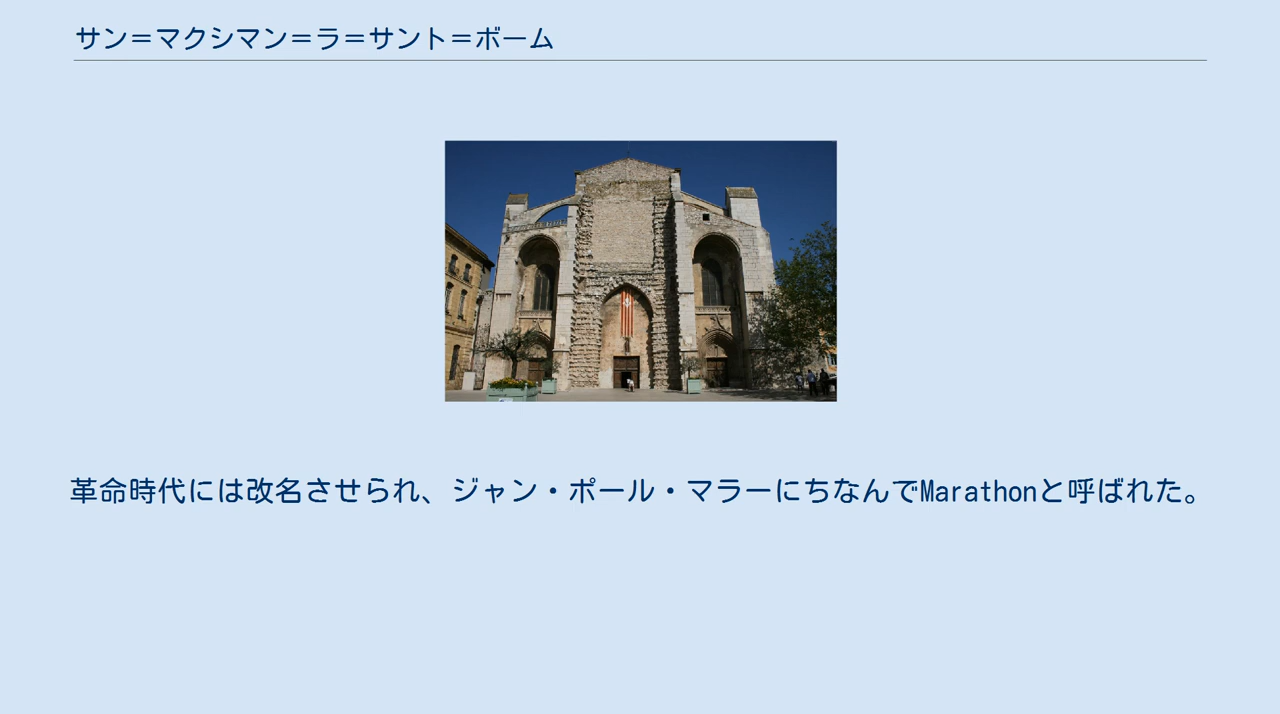 サン＝マクシマン＝ラ＝サント＝ボーム
革命時代には改名させられ、ジャン・ポール・マラーにちなんでMarathonと呼ばれた。